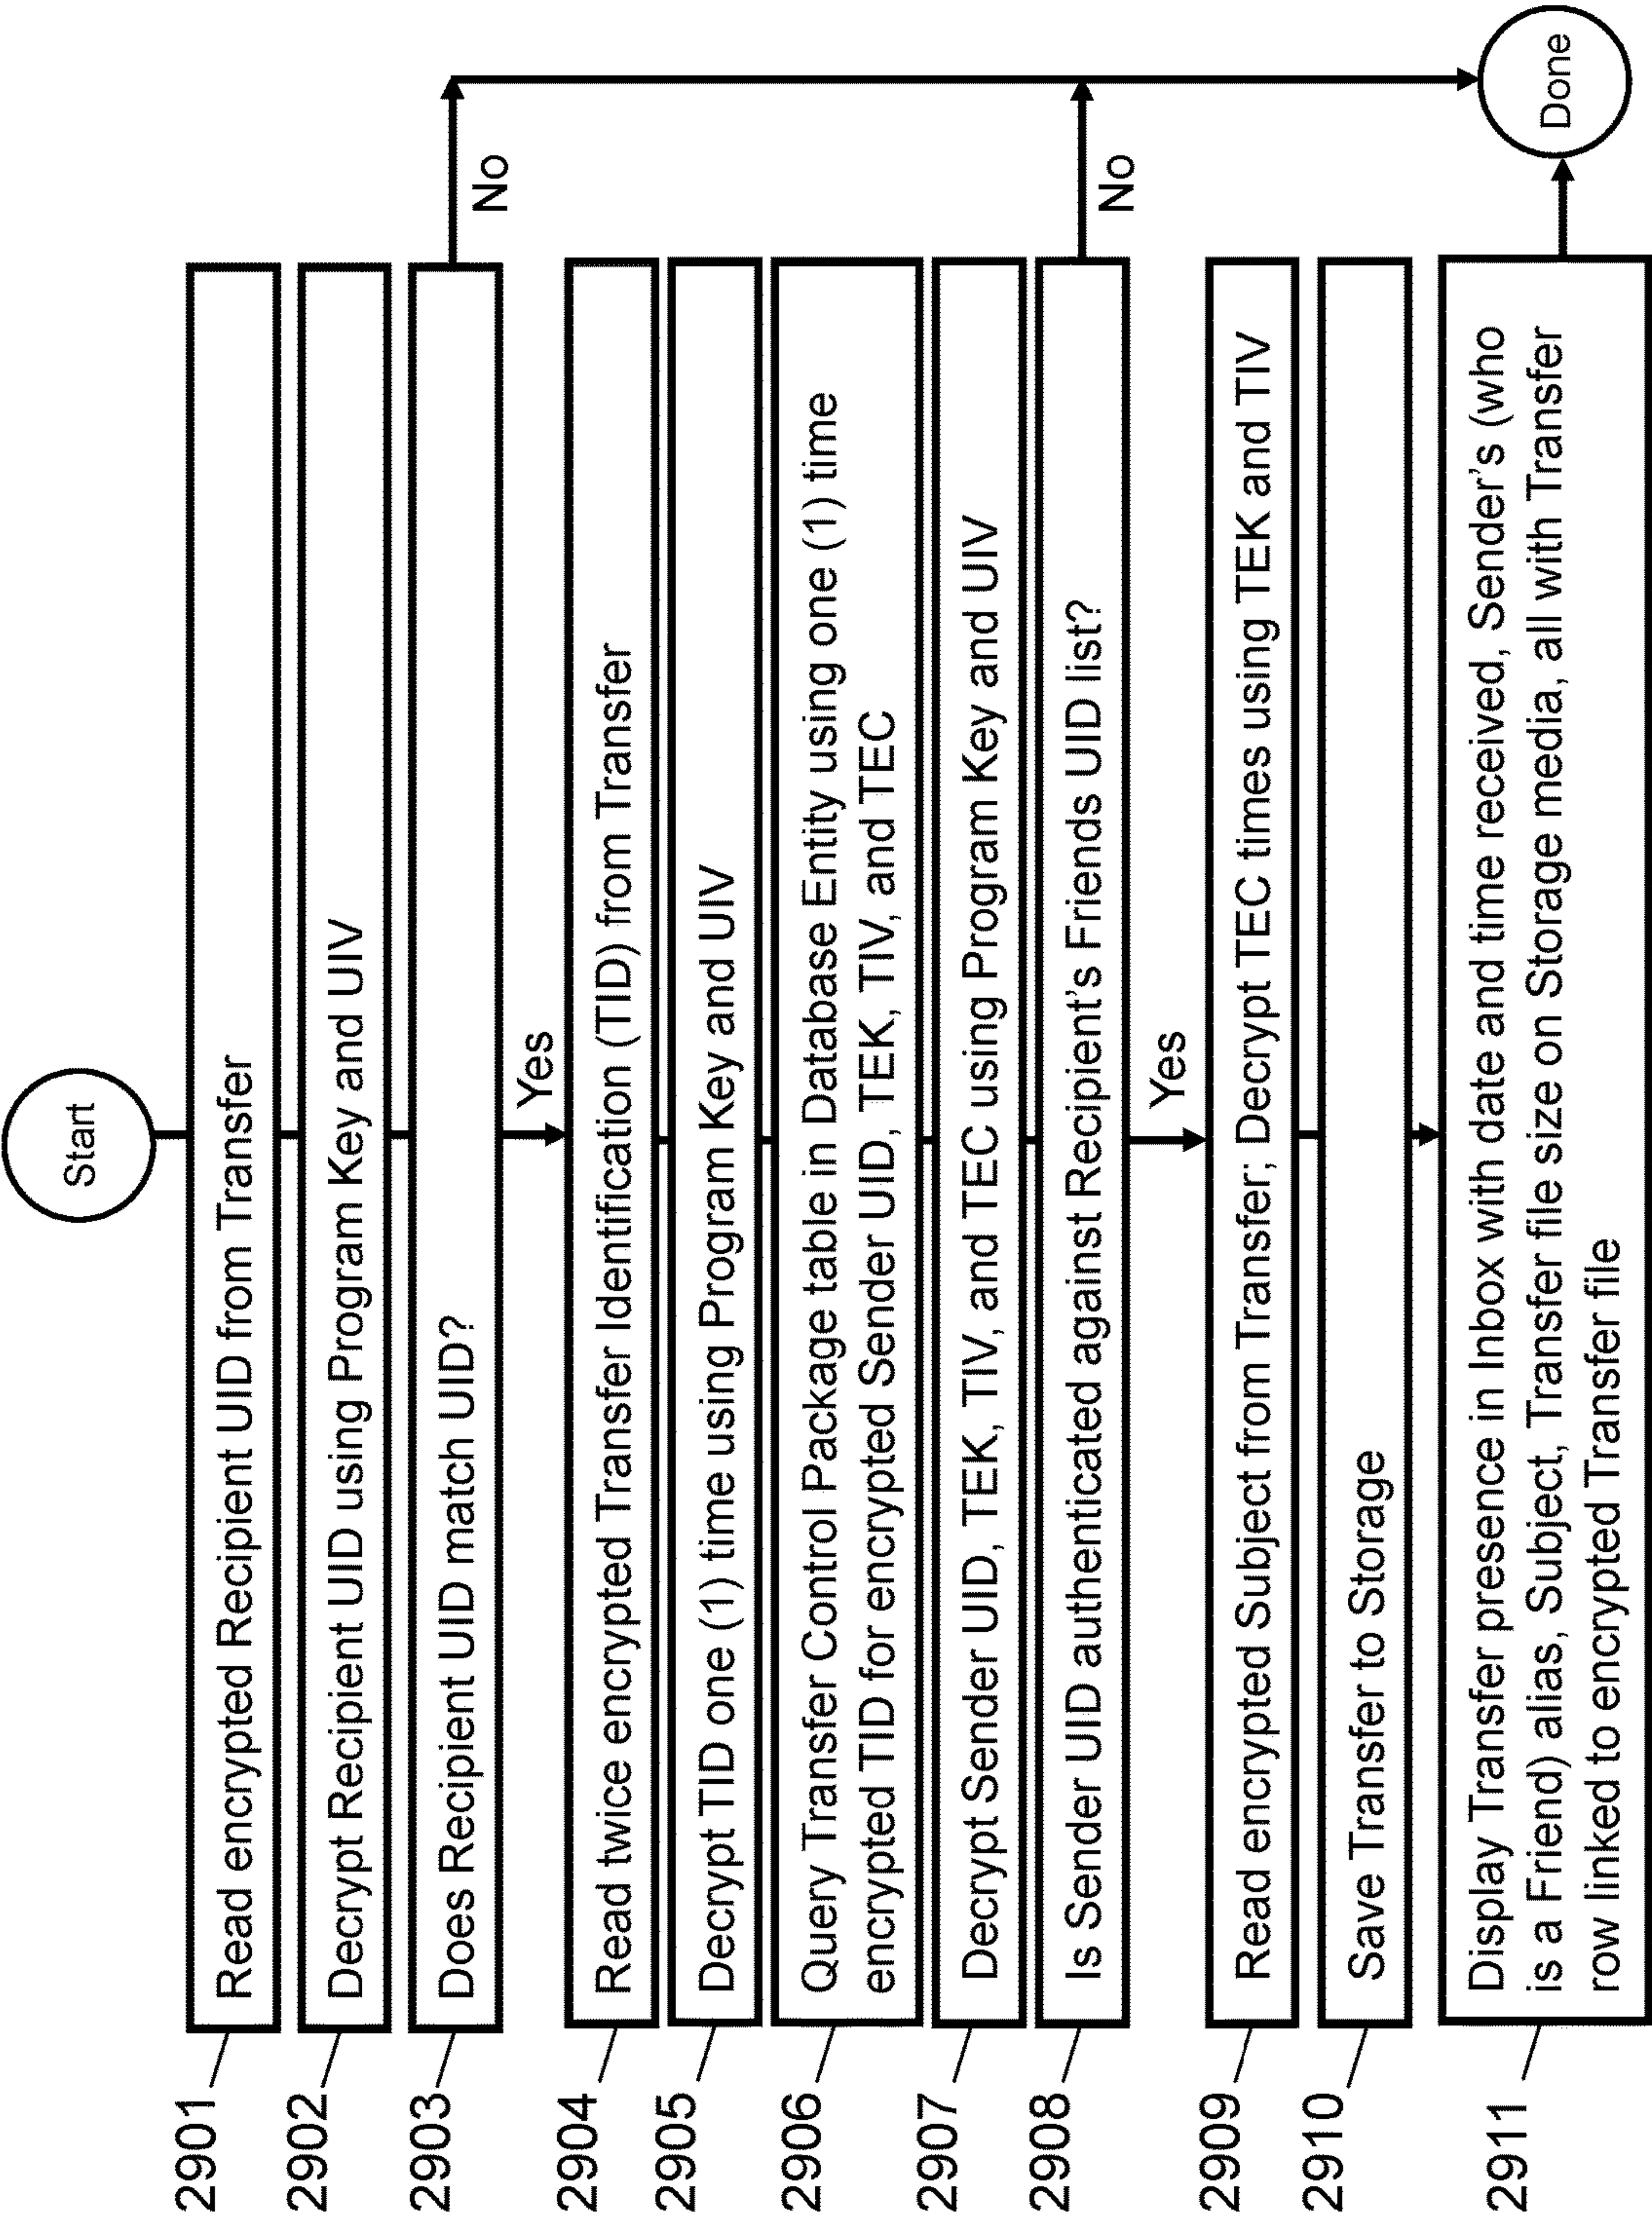 Start
2901
Read encrypted Recipient UID from Transfer
2902
Decrypt Recipient UID using Program Key and UIV
2903
Does Recipient UID match UID?
No
Yes
2904
Read twice encrypted Transfer Identification (TID) from Transfer
2905
Decrypt TID one (1) time using Program Key and UIV
2906
Query Transfer Control Package table in Database Entity using one (1) time
encrypted TID for encrypted Sender UID, TEK, TIV, and TEC
2907
Decrypt Sender UID, TEK, TIV, and TEC using Program Key and UIV
2908
Is Sender UID authenticated against Recipient's Friends UID list?
No
Yes
2909
Read encrypted Subject from Transfer; Decrypt TEC times using TEK and TIV
2910
Save Transfer to Storage
2911
Display Transfer presence in Inbox with date and time received, Sender's (who
is a Friend) alias, Subject, Transfer file size on Storage media, all with Transfer
row linked to encrypted Transfer file
Done